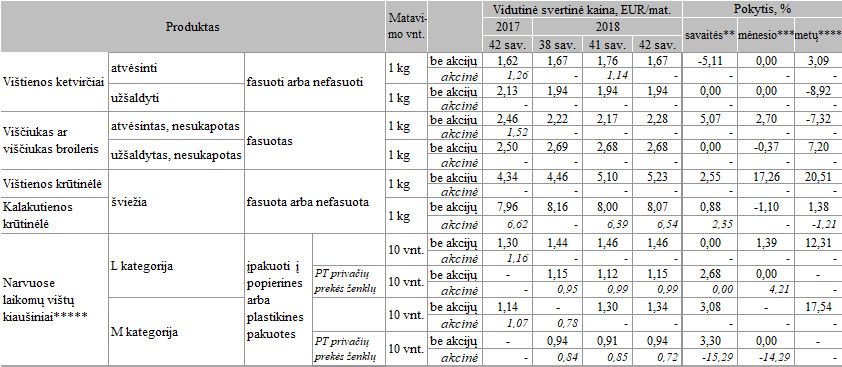 Produktas Matavimo vnt. Vidutinė svertinė kaina, EUR/mat. Pokytis, %
2017 2018 savaitės** mėnesio*** metų****
42 sav. 38 sav. 41 sav. 42 sav.
Vištienos ketvirčiai atvėsinti fasuoti arba nefasuoti 1 kg be akcijų 1,62 1,67 1,76 1,67 -5,11 0,00 3,09
akcinė 1,26 - 1,14 - - - -
užšaldyti 1 kg be akcijų 2,13 1,94 1,94 1,94 0,00 0,00 -8,92
akcinė - - - - - - -
Viščiukas ar viščiukas broileris atvėsintas, nesukapotas fasuotas 1 kg be akcijų 2,46 2,22 2,17 2,28 5,07 2,70 -7,32
akcinė 1,52 - - - - - -
užšaldytas, nesukapotas 1 kg be akcijų 2,50 2,69 2,68 2,68 0,00 -0,37 7,20
akcinė - - - - - - -
Vištienos krūtinėlė šviežia fasuota arba nefasuota 1 kg be akcijų 4,34 4,46 5,10 5,23 2,55 17,26 20,51
akcinė - - - - - - -
Kalakutienos krūtinėlė 1 kg be akcijų 7,96 8,16 8,00 8,07 0,88 -1,10 1,38
akcinė 6,62 - 6,39 6,54 2,35 - -1,21
Narvuose laikomų vištų kiaušiniai***** L kategorija įpakuoti į popierines arba plastikines pakuotes 10 vnt. be akcijų 1,30 1,44 1,46 1,46 0,00 1,39 12,31
akcinė 1,16 - - - - - -
PT privačių prekės ženklų 10 vnt. be akcijų - 1,15 1,12 1,15 2,68 0,00 -
akcinė - 0,95 0,99 0,99 0,00 4,21 -
M kategorija 10 vnt. be akcijų 1,14 - 1,30 1,34 3,08 - 17,54
akcinė 1,07 0,78 - - - - -
PT privačių prekės ženklų 10 vnt. be akcijų - 0,94 0,91 0,94 3,30 0,00 -
akcinė - 0,84 0,85 0,72 -15,29 -14,29 -